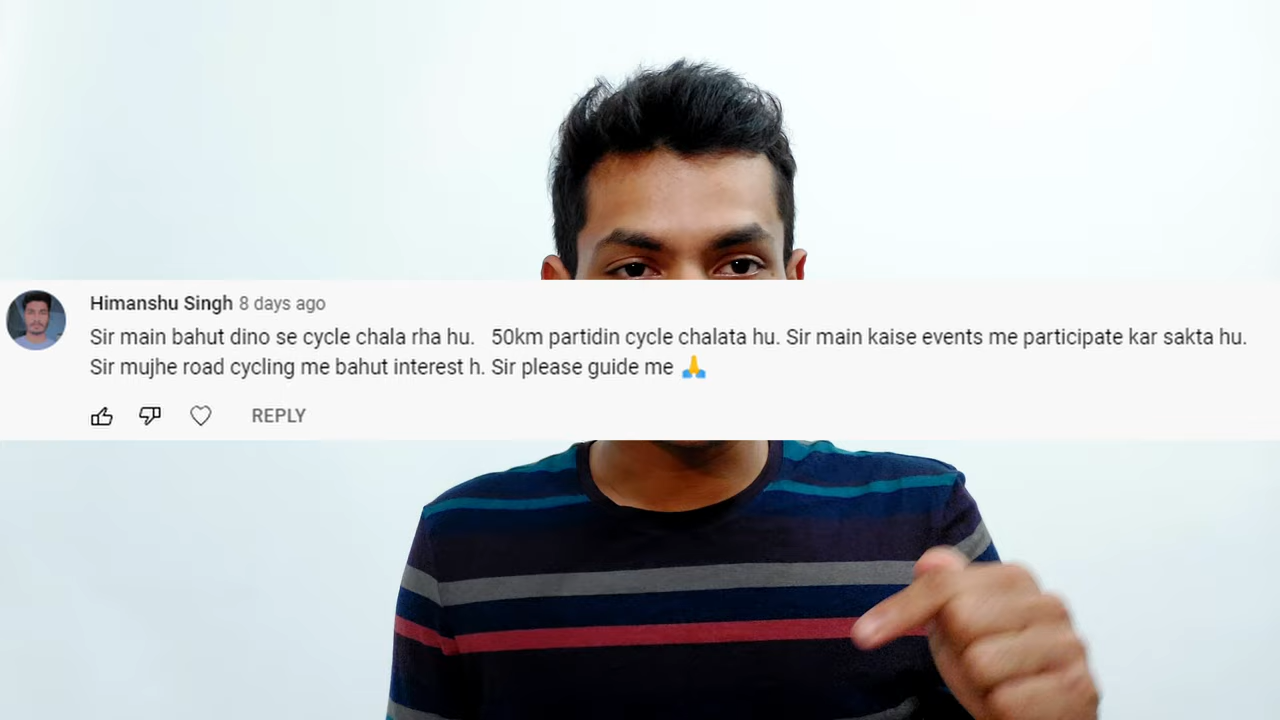 Himanshu Singh 8 days ago
Sir main bahut dino se cycle chala rha hu. 50km partidin cycle chalata hu. Sir main kaise events me participate kar sakta hu.
Sir mujhe road cycling me bahut interest h. Sir please guide me 🙏
REPLY